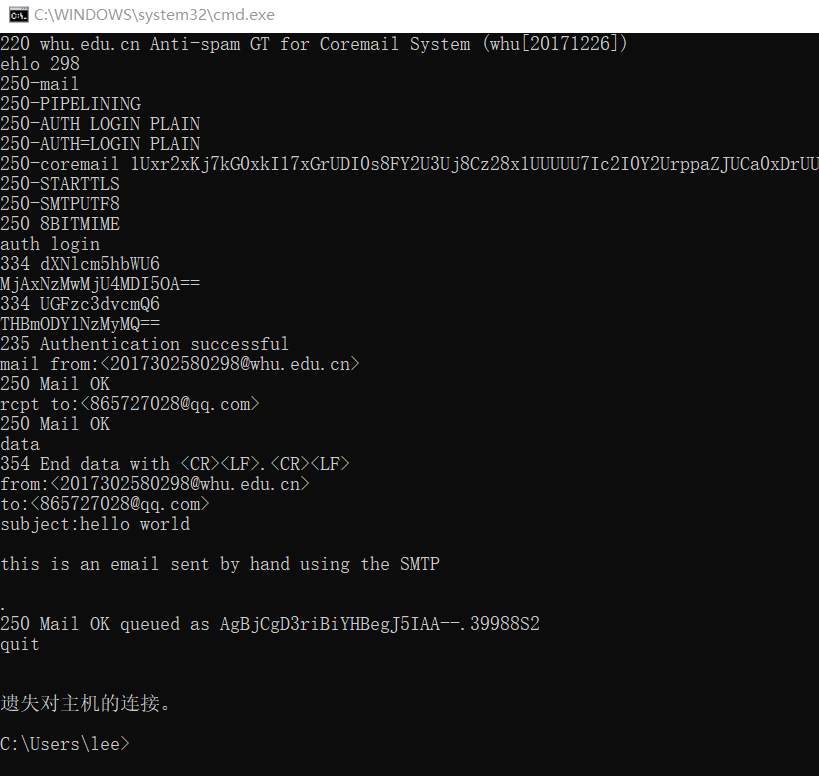 C:\WINDOWS\system32\cmd.exe
220 whu.edu.cn Anti-spam GT for Coremail System (whu[20171226])
ehlo 298
250-mail
250-PIPELINING
250-AUTH LOGIN PLAIN
250-AUTH=LOGIN PLAIN
250-coremail 1Uxr2xKj7kG0xkI17xGrUDI0s8FY2U3Uj8Cz28x1UUUUU7Ic2I0Y2UrppaZJUCa0xDrUU
250-STARTTLS
250-SMTPUTF8
250 8BITMIME
auth login
334 dXNlcm5hbWU6
MjAxNzMwMjU4MDI5OA==
334 UGFzc3dvcmQ6
THBmODY1NzMyMQ==
235 Authentication successful
mail from:<2017302580298@whu.edu.cn>
250 Mail OK
rcpt to:<865727028@qq.com>
250 Mail OK
data
354 End data with <CR><LF>.<CR><LF>
from:<2017302580298@whu.edu.cn>
to:<865727028@qq.com>
subject:hello world
this is an email sent by hand using the SMTP
.
250 Mail OK queued as AgBjCgD3riBiYHBegJ5IAA--.39988S2
quit
遗失对主机的连接。
C:\Users\lee>